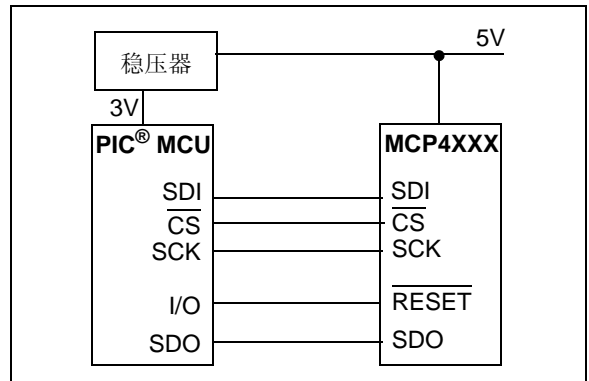 5V
稳压器
3V
PIC® MCU
MCP4XXX
SDI
SDI
CS
CS
SCK
SCK
I/O
RESET
SDO
SDO